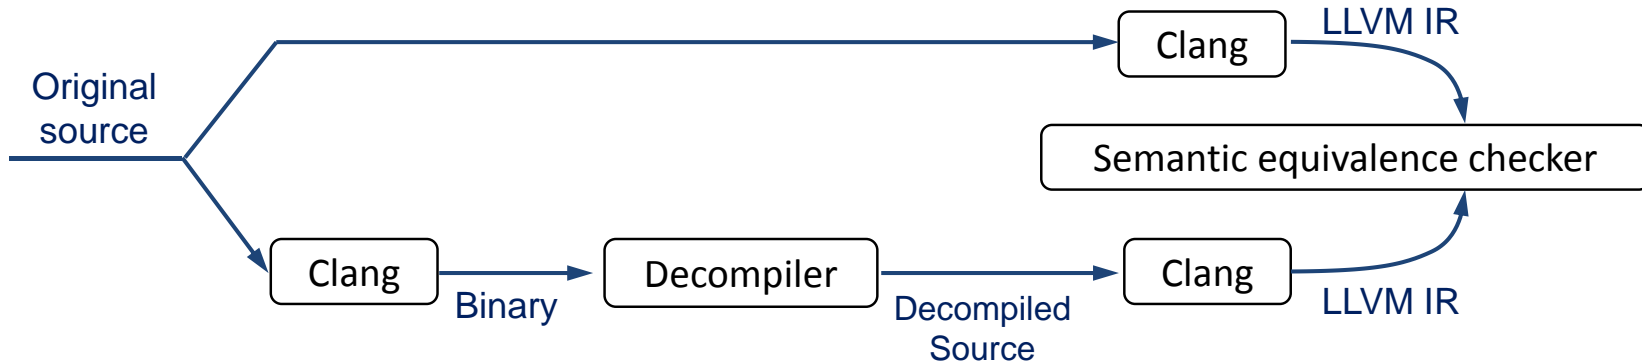 LLVM IR
Clang
Original
source
Semantic equivalence checker
Clang
Binary
Decompiler
Decompiled
Source
Clang
LLVM IR